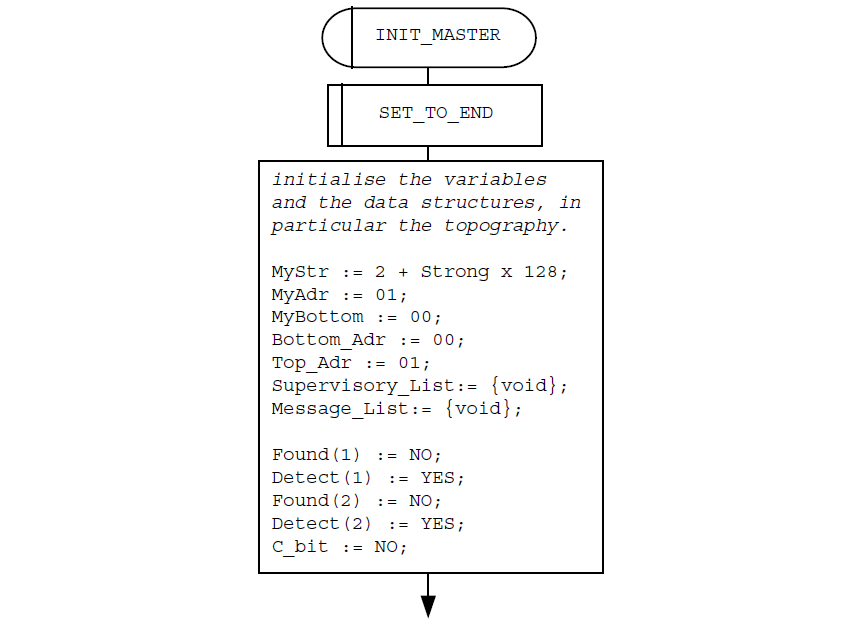 INIT_MASTER
SET_TO_END
initialise the variables
and the data structures, in
particular the topography.
MyStr := 2 + Strong x 128;
MyAdr := 01;
MyBottom := 00;
Bottom_Adr := 00;
Top_Adr := 01;
Supervisory_List:= {void};
Message_List:= {void};
Found(1) := NO;
Detect(1) := YES;
Found(2) := NO;
Detect(2) := YES;
C_bit := NO;